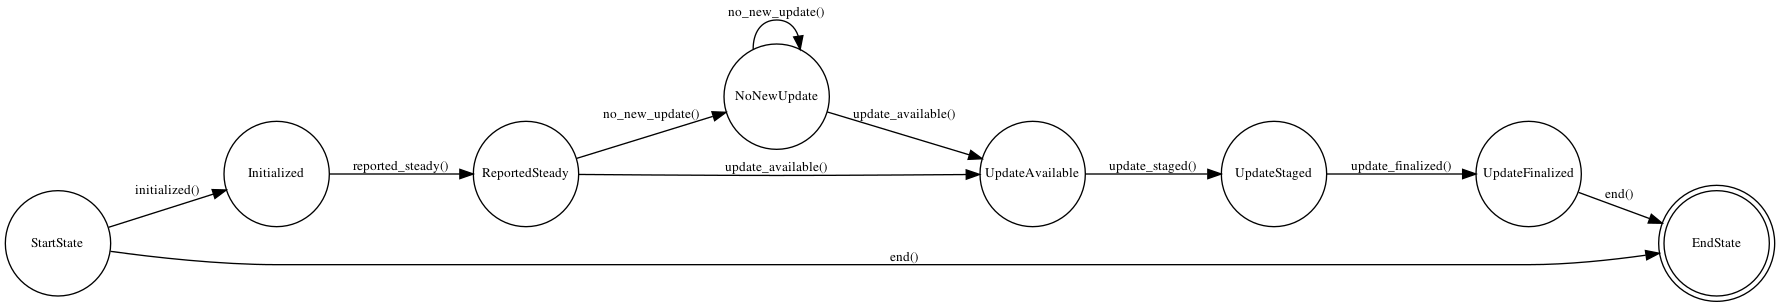 no_new_update()
NoNewUpdate
no_new_update()
update_available()
initialized()
Initialized
reported_steady()
ReportedSteady
update_available()
UpdateAvailable
update_staged()
UpdateStaged
update_finalized()
UpdateFinalized
end()
StartState
end()
EndState